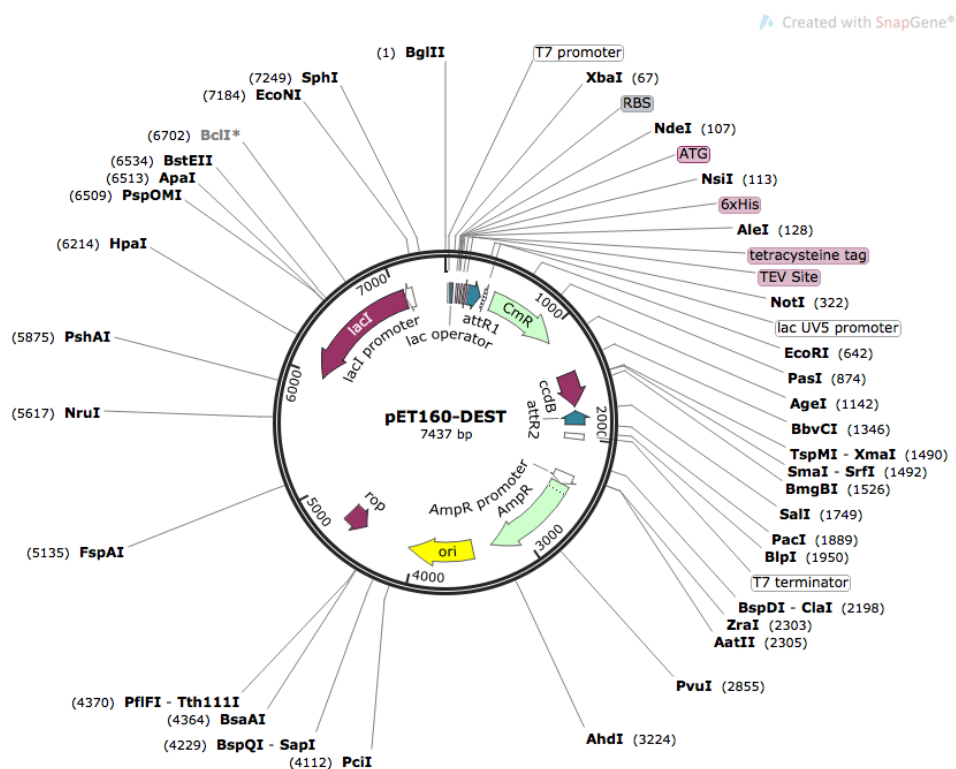 Created with SnapGene®
(1) BglII
T7 promoter
XbaI (67)
RBS
NdeI (107)
ATG
NsiI (113)
6xHis
AleI (128)
tetracysteine tag
TEV Site
NotI (322)
lac UV5 promoter
EcoRI (642)
PasI (874)
AgeI (1142)
BbvCI (1346)
TspMI - XmaI (1490)
SmaI - SrfI (1492)
BmgBI (1526)
SalI (1749)
PacI (1889)
BlpI (1950)
T7 terminator
BspDI - ClaI (2198)
ZraI (2303)
AatII (2305)
PvuI (2855)
AhdI (3224)
(4112) PciI
(4229) BspQI - SapI
(4364) BsaAI
(4370) PflFI - Tth111I
(5135) FspAI
(5617) NruI
(5875) PshAI
(6214) HpaI
(6509) PspOMI
(6513) ApaI
(6534) BstEII
(6702) BclI*
(7184) EcoNI
(7249) SphI
1000
2000
3000
4000
5000
6000
7000
lacI
lacI promoter
lac operator
attR1
CmR
ccdB
attR2
pET160-DEST
7437 bp
AmpR promoter
AmpR
ori
rop